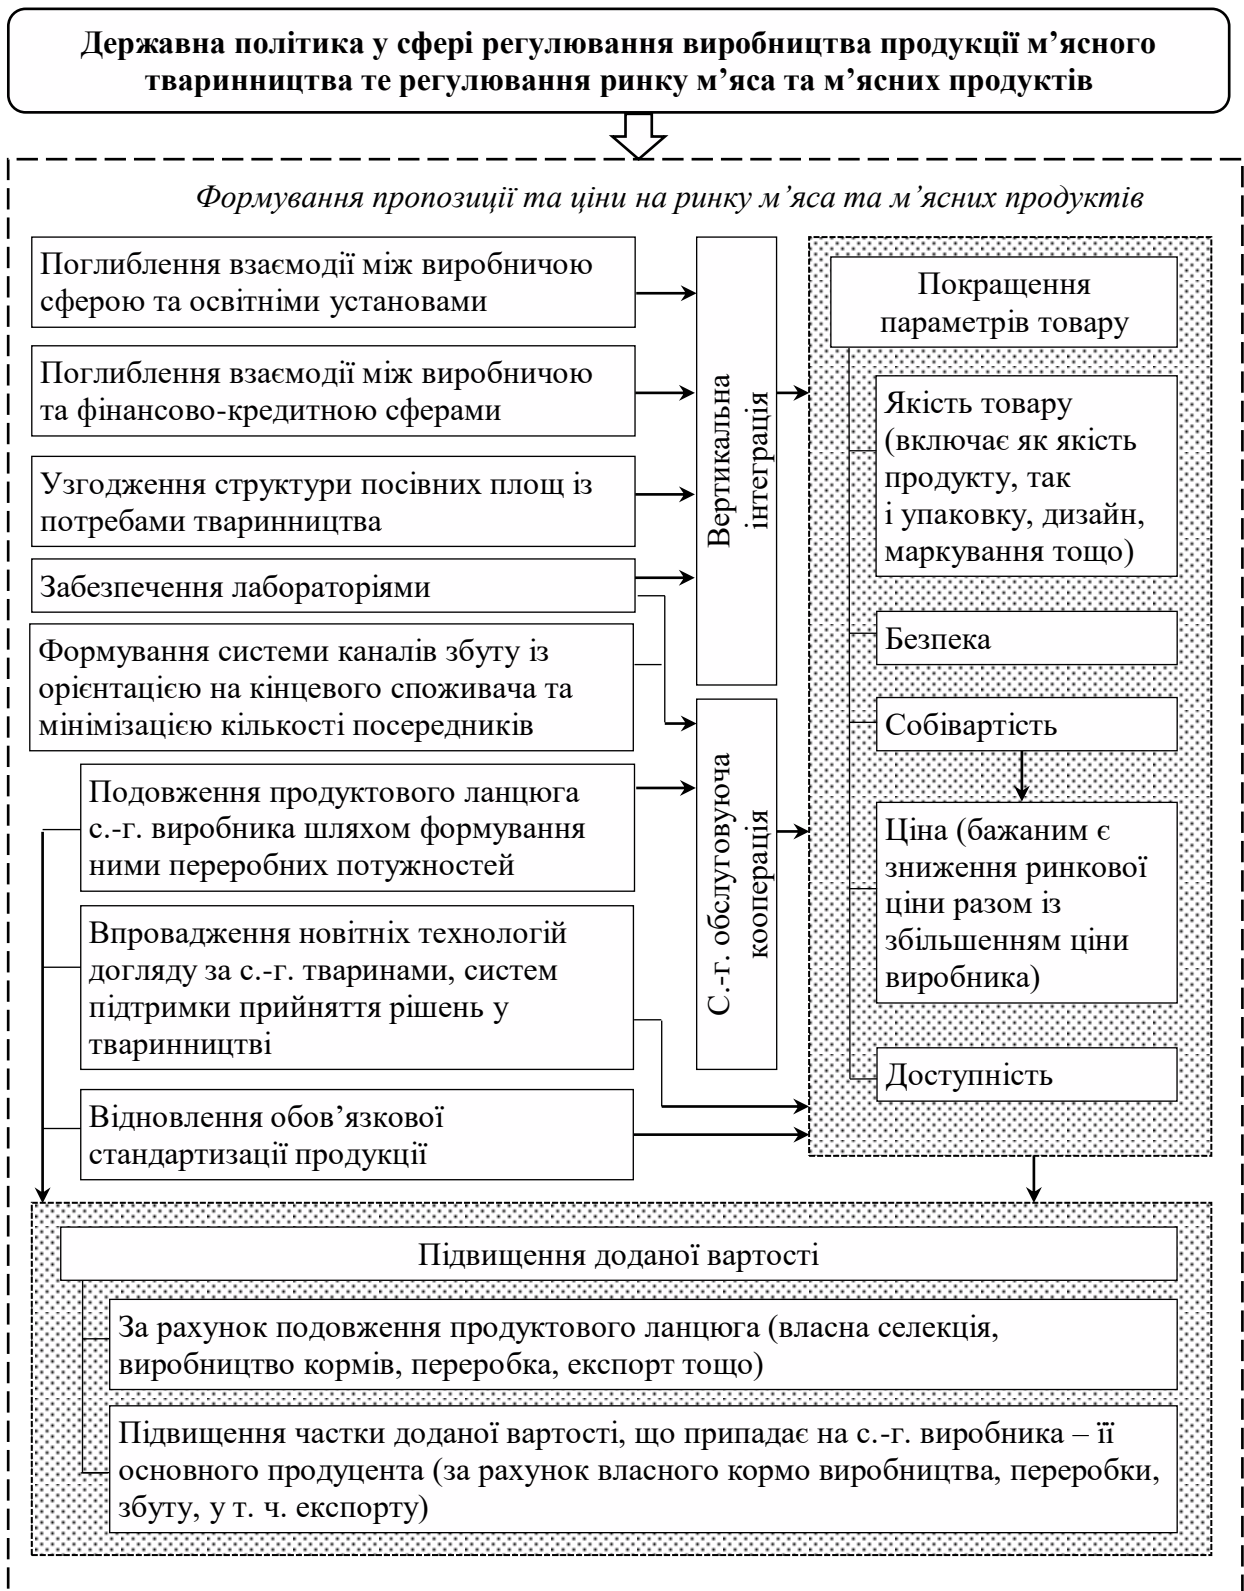 Державна політика у сфері регулювання виробництва продукції м’ясного
тваринництва те регулювання ринку м’яса та м’ясних продуктів
Формування пропозиції та ціни на ринку м’яса та м’ясних продуктів
Поглиблення взаємодії між виробничою
сферою та освітніми установами
Поглиблення взаємодії між виробничою
та фінансово-кредитною сферами
Узгодження структури посівних площ із
потребами тваринництва
Забезпечення лабораторіями
Формування системи каналів збуту із
орієнтацією на кінцевого споживача та
мінімізацією кількості посередників
Подовження продуктового ланцюга
с.-г. виробника шляхом формування
ними переробних потужностей
Впровадження новітніх технологій
догляду за с.-г. тваринами, систем
підтримки прийняття рішень у
тваринництві
Відновлення обов’язкової
стандартизації продукції
Вертикальна
інтеграція
С.-г. обслуговуюча
кооперація
Покращення
параметрів товару
Якість товару
(включає як якість
продукту, так
і упаковку, дизайн,
маркування тощо)
Безпека
Собівартість
Ціна (бажаним є
зниження ринкової
ціни разом із
збільшенням ціни
виробника)
Доступність
Підвищення доданої вартості
За рахунок подовження продуктового ланцюга (власна селекція,
виробництво кормів, переробка, експорт тощо)
Підвищення частки доданої вартості, що припадає на с.-г. виробника – її
основного продуцента (за рахунок власного кормо виробництва, переробки,
збуту, у т. ч. експорту)